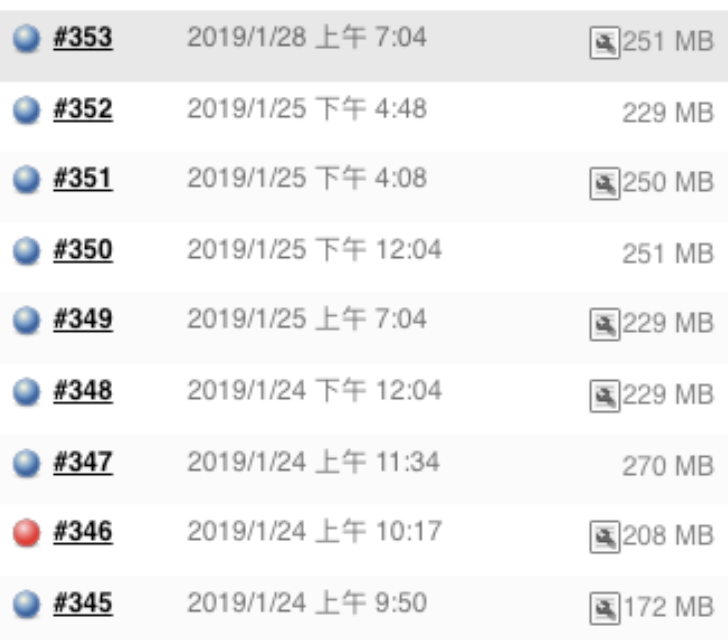 #353 2019/1/28 上午 7:04 251 MB
#352 2019/1/25 下午 4:48 229 MB
#351 2019/1/25 下午 4:08 250 MB
#350 2019/1/25 下午 12:04 251 MB
#349 2019/1/25 上午 7:04 229 MB
#348 2019/1/24 下午 12:04 229 MB
#347 2019/1/24 上午 11:34 270 MB
#346 2019/1/24 上午 10:17 208 MB
#345 2019/1/24 上午 9:50 172 MB